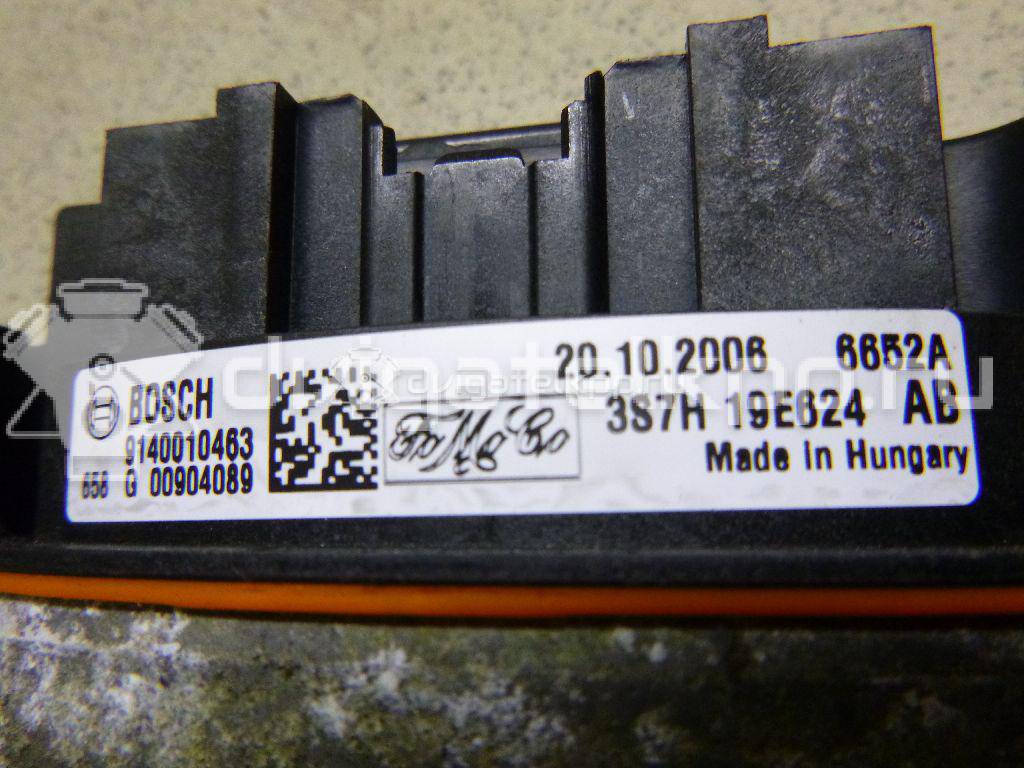 BOSCH
9140010463
658 G 00904089
FoMoCo
20.10.2006 6652A
3S7H 19E624 AB
Made in Hungary